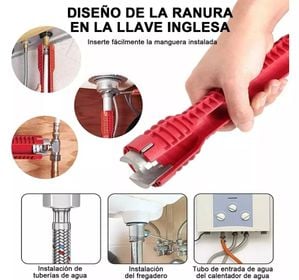 DISEÑO DE LA RANURA
EN LA LLAVE INGLESA
Inserte fácilmente la manguera instalada
Instalación de
tuberías de agua
Instalación
del fregadero
Tubo de entrada de agua
del calentador de agua